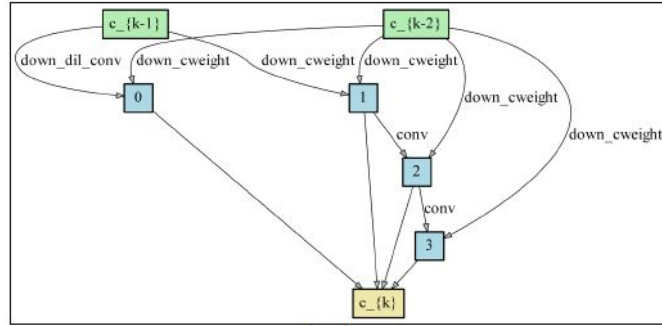 c_{k-1}
c_{k-2}
down_dil_conv
down_cweight
down_cweight
down_cweight
0
1
down_cweight
conv
down_cweight
2
conv
3
c_{k}